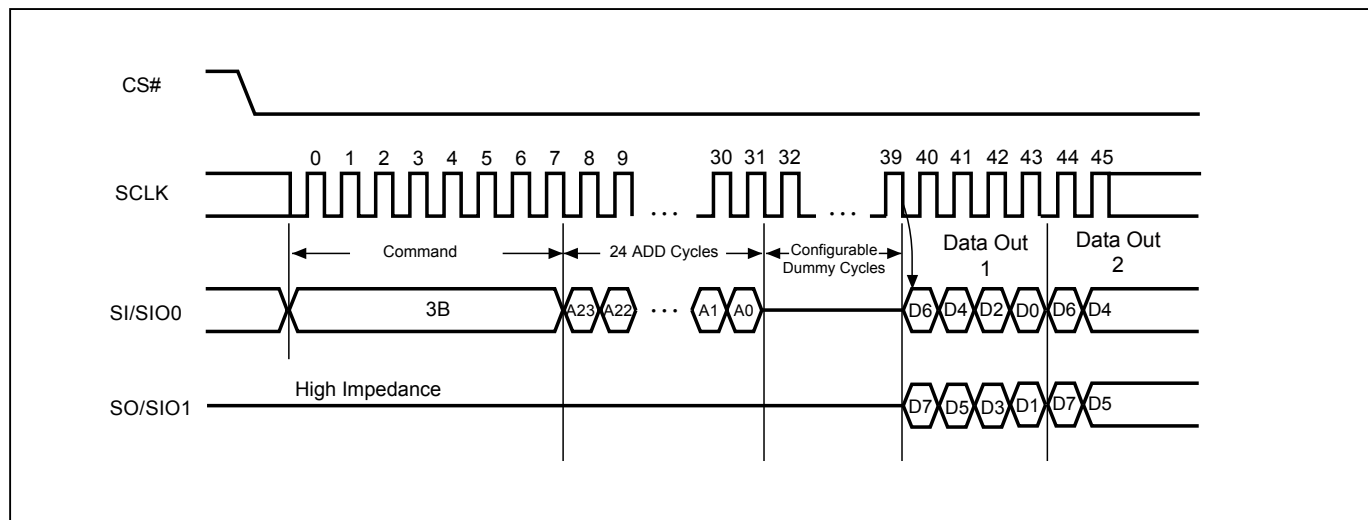 CS#
0 1 2 3 4 5 6 7 8 9 30 31 32 39 40 41 42 43 44 45
SCLK
... ...
Command 24 ADD Cycles Configurable Dummy Cycles Data Out 1 Data Out 2
SI/SIO0 3B A23 A22 ... A1 A0 D6 D4 D2 D0 D6 D4
High Impedance
SO/SIO1 D7 D5 D3 D1 D7 D5